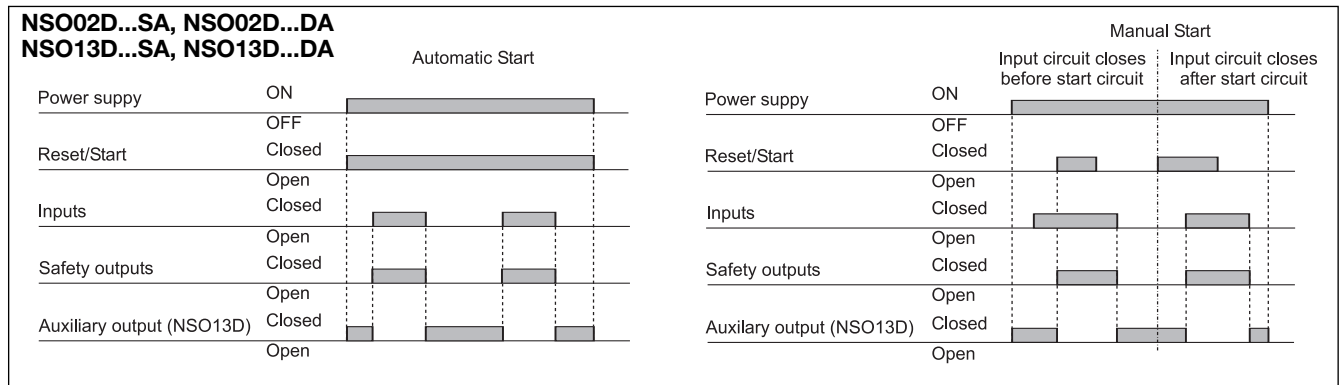 NSO02D...SA, NSO02D...DA
NSO13D...SA, NSO13D...DA
Automatic Start
Power suppy
ON
OFF
Reset/Start
Closed
Open
Inputs
Closed
Open
Safety outputs
Closed
Open
Auxiliary output (NSO13D)
Closed
Open
Manual Start
Input circuit closes
before start circuit
Input circuit closes
after start circuit
Power suppy
ON
OFF
Reset/Start
Closed
Open
Inputs
Closed
Open
Safety outputs
Closed
Open
Auxilary output (NSO13D)
Closed
Open